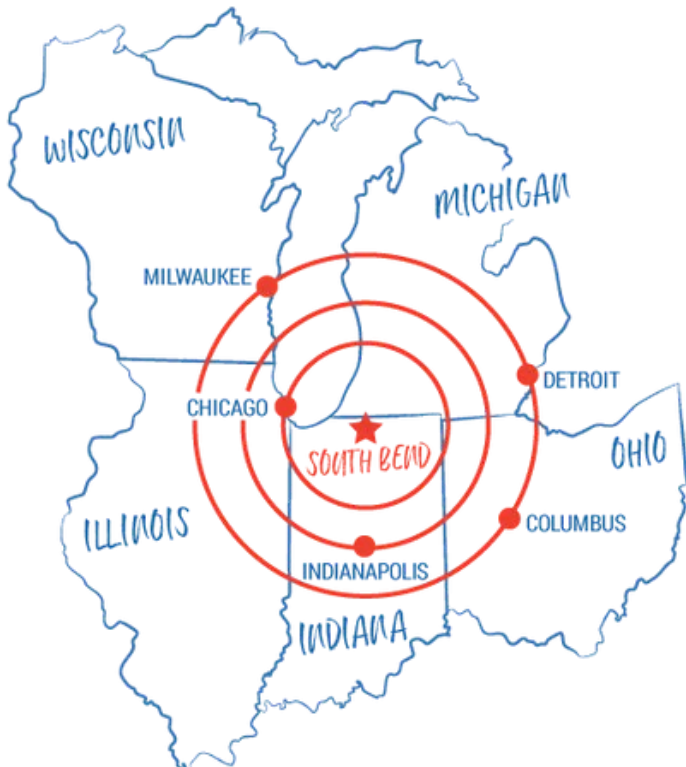 WISCONSIN
MICHIGAN
MILWAUKEE
DETROIT
CHICAGO
SOUTH BEND
OHIO
ILLINOIS
COLUMBUS
INDIANAPOLIS
INDIANA